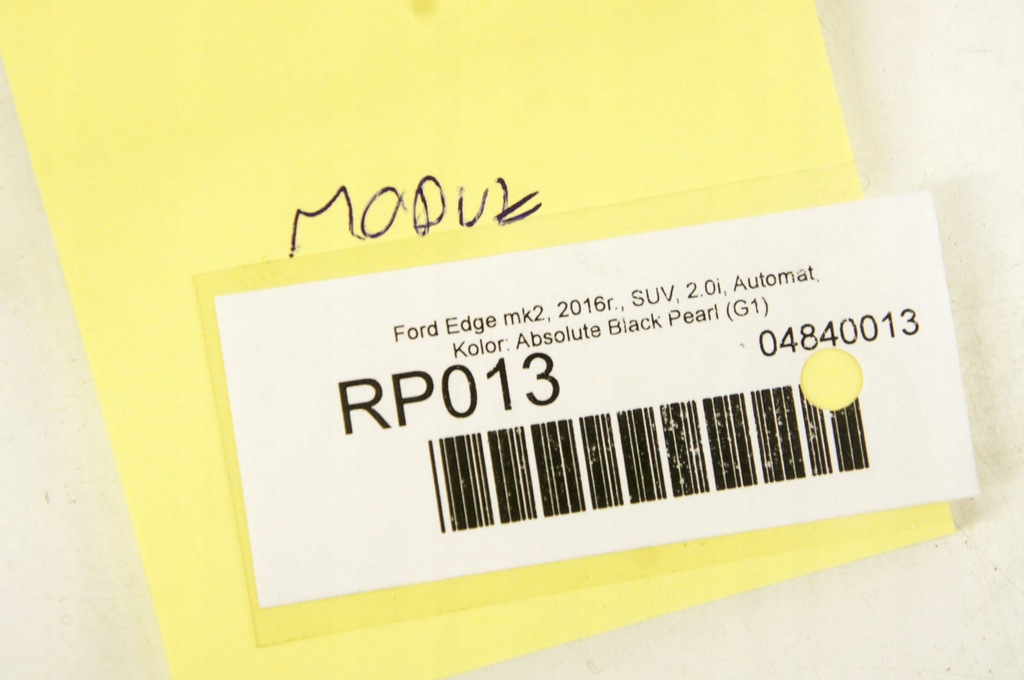 MODUŁ
Ford Edge mk2, 2016r., SUV, 2.0i, Automat,
Kolor: Absolute Black Pearl (G1)
04840013
RP013